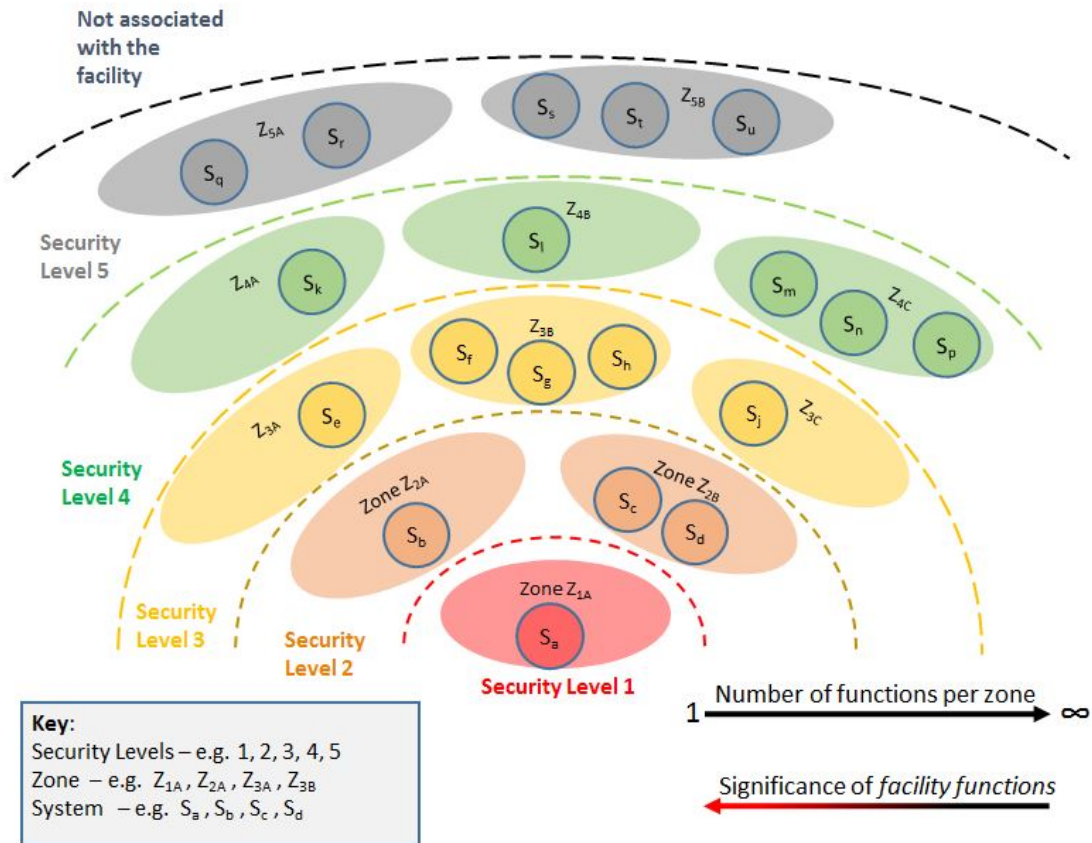 Not associated
with the
facility
Z5A
Sq
Sr
Z5B
Ss
St
Su
Security
Level 5
Z4A
Sk
Z4B
Sl
Z4C
Sm
Sn
Sp
Security
Level 4
Z3A
Se
Z3B
Sf
Sg
Sh
Z3C
Sj
Security
Level 3
Zone Z2A
Sb
Zone Z2B
Sc
Sd
Security
Level 2
Zone Z1A
Sa
Security Level 1
Key:
Security Levels – e.g. 1, 2, 3, 4, 5
Zone – e.g. Z1A , Z2A , Z3A , Z3B
System – e.g. Sa , Sb , Sc , Sd
Number of functions per zone
1
∞
Significance of facility functions